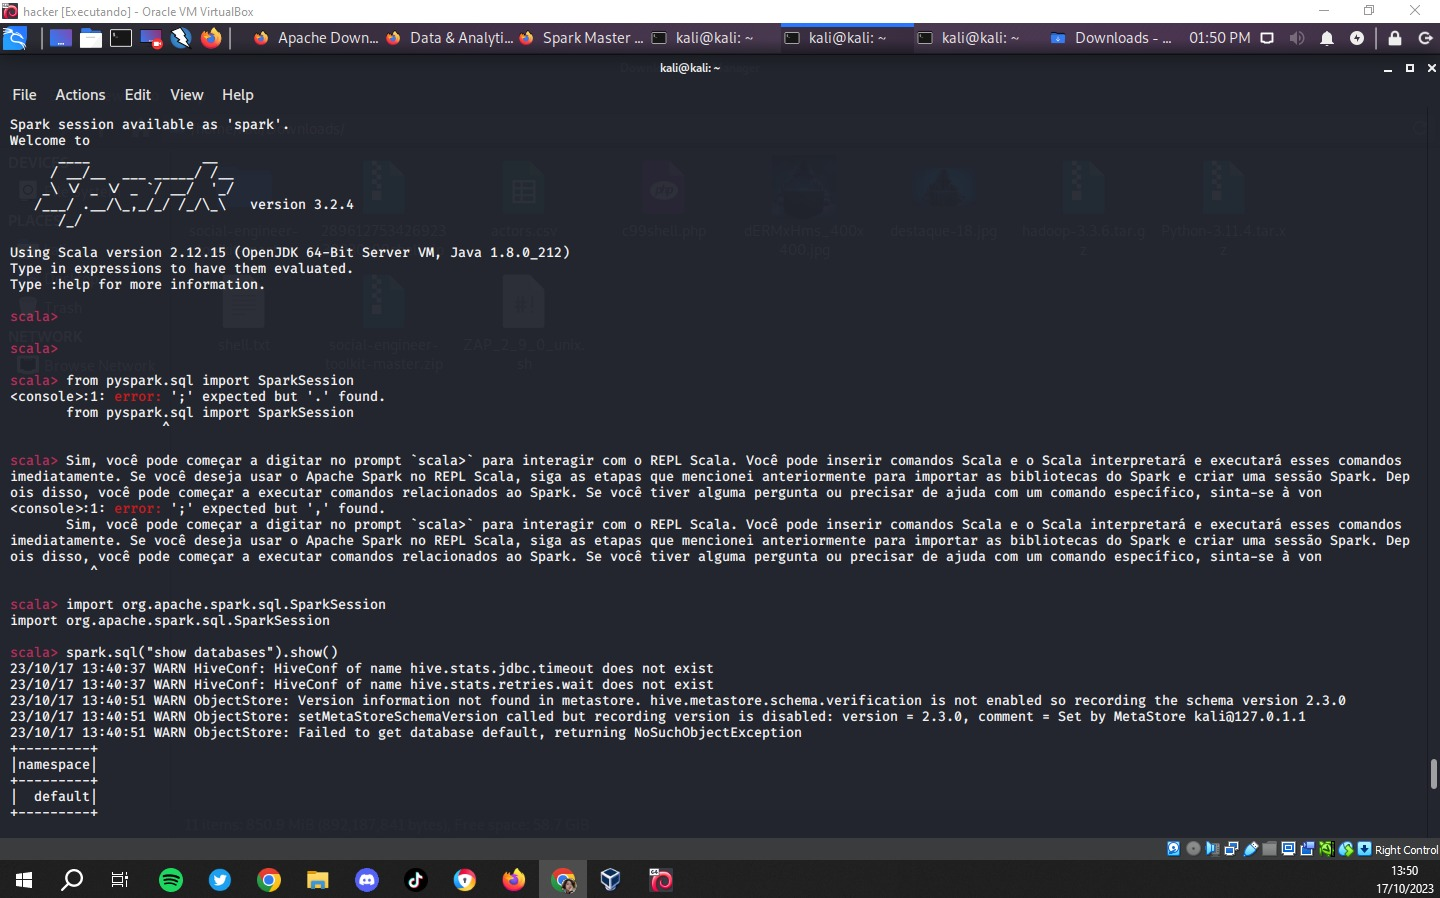 hacker [Executando] - Oracle VM VirtualBox
Apache Down... Data & Analyti... Spark Master ... kali@kali: ~ kali@kali: ~ kali@kali: ~ Downloads - ... 01:50 PM
kali@kali: ~
File Actions Edit View Help
Spark session available as 'spark'.
Welcome to
Spark version 3.2.4
Using Scala version 2.12.15 (OpenJDK 64-Bit Server VM, Java 1.8.0_212)
Type in expressions to have them evaluated.
Type :help for more information.
scala>
scala>
scala> from pyspark.sql import SparkSession
<console>:1: error: ';' expected but '.' found.
from pyspark.sql import SparkSession
^
scala> Sim, você pode começar a digitar no prompt `scala>` para interagir com o REPL Scala. Você pode inserir comandos Scala e o Scala interpretará e executará esses comandos
imediatamente. Se você deseja usar o Apache Spark no REPL Scala, siga as etapas que mencionei anteriormente para importar as bibliotecas do Spark e criar uma sessão Spark. Dep
ois disso, você pode começar a executar comandos relacionados ao Spark. Se você tiver alguma pergunta ou precisar de ajuda com um comando específico, sinta-se à von
<console>:1: error: ';' expected but ',' found.
Sim, você pode começar a digitar no prompt `scala>` para interagir com o REPL Scala. Você pode inserir comandos Scala e o Scala interpretará e executará esses comandos
imediatamente. Se você deseja usar o Apache Spark no REPL Scala, siga as etapas que mencionei anteriormente para importar as bibliotecas do Spark e criar uma sessão Spark. Dep
ois disso, você pode começar a executar comandos relacionados ao Spark. Se você tiver alguma pergunta ou precisar de ajuda com um comando específico, sinta-se à von
^
scala> import org.apache.spark.sql.SparkSession
import org.apache.spark.sql.SparkSession
scala> spark.sql("show databases").show()
23/10/17 13:40:37 WARN HiveConf: HiveConf of name hive.stats.jdbc.timeout does not exist
23/10/17 13:40:37 WARN HiveConf: HiveConf of name hive.stats.retries.wait does not exist
23/10/17 13:40:51 WARN ObjectStore: Version information not found in metastore. hive.metastore.schema.verification is not enabled so recording the schema version 2.3.0
23/10/17 13:40:51 WARN ObjectStore: setMetaStoreSchemaVersion called but recording version is disabled: version = 2.3.0, comment = Set by MetaStore kali@127.0.1.1
23/10/17 13:40:51 WARN ObjectStore: Failed to get database default, returning NoSuchObjectException
+---------+
|namespace|
+---------+
|  default|
+---------+
Right Control
13:50
17/10/2023